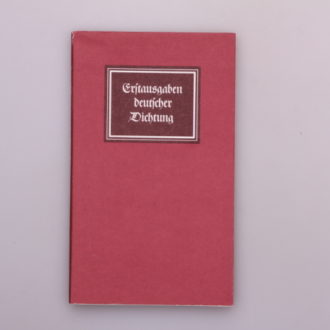 Erſtausgaben
deutſcher
Dichtung